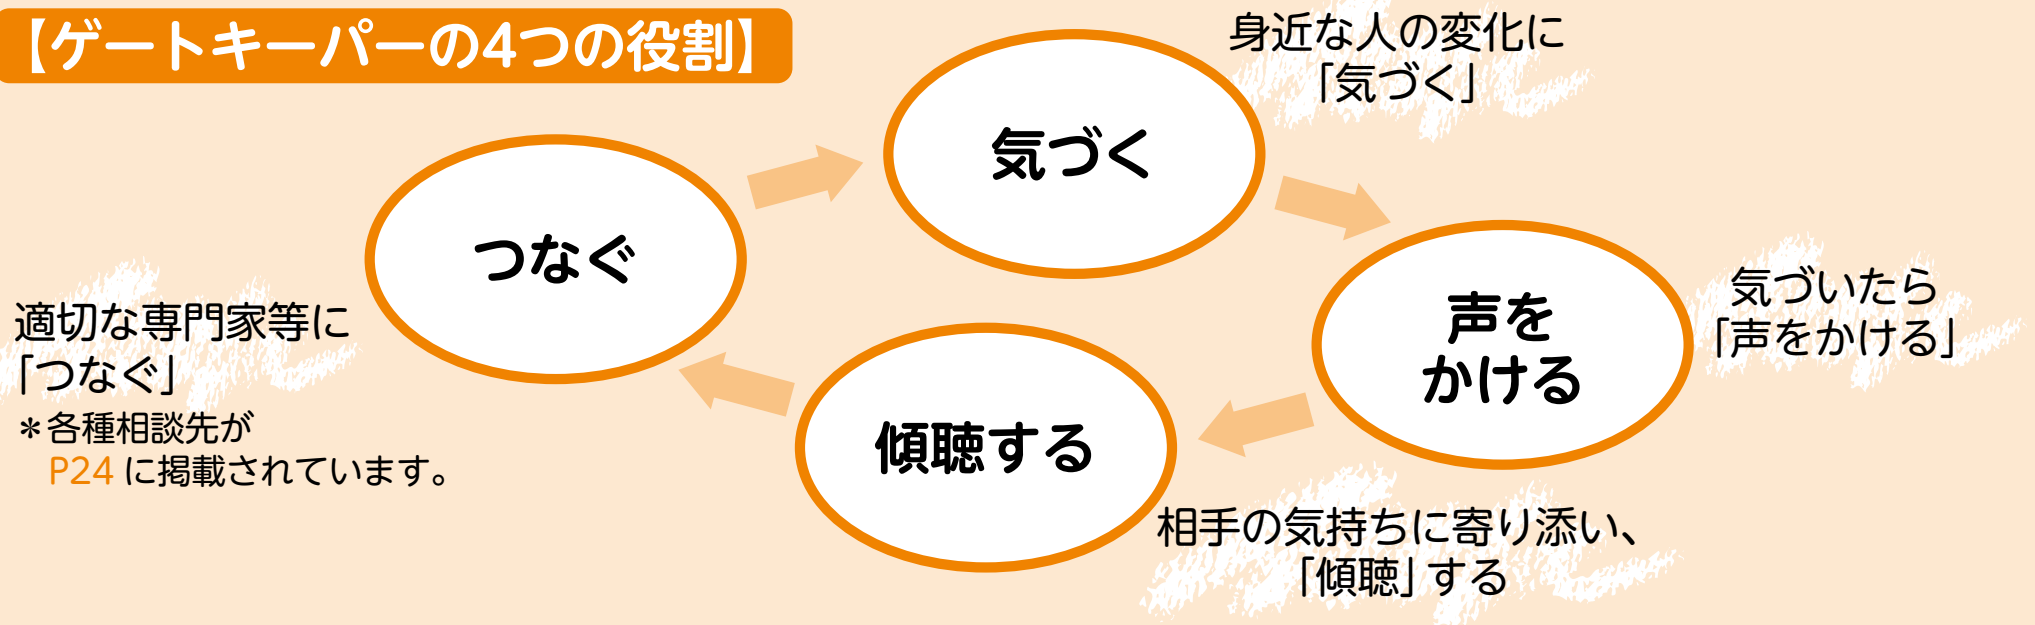 【ゲートキーパーの4つの役割】
気づく
身近な人の変化に
「気づく」
声を
かける
気づいたら
「声をかける」
傾聴する
相手の気持ちに寄り添い、
「傾聴」する
つなぐ
適切な専門家等に
「つなぐ」
＊各種相談先が
P24 に掲載されています。